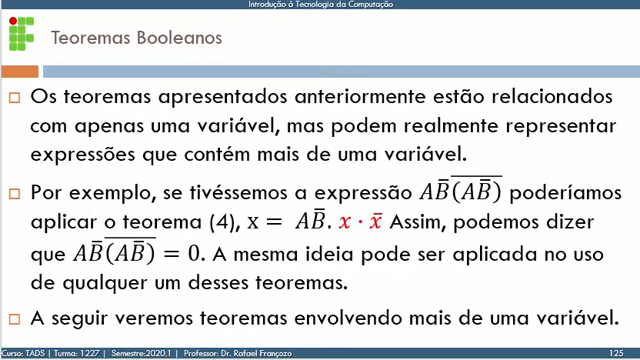 Introdução à Tecnologia da Computação
Teoremas Booleanos
Os teoremas apresentados anteriormente estão relacionados
com apenas uma variável, mas podem realmente representar
expressões que contém mais de uma variável.
Por exemplo, se tivéssemos a expressão AB̅(̅A̅B̅)̅ poderíamos
aplicar o teorema (4), x = AB̅. x · x̅ Assim, podemos dizer
que AB̅(̅A̅B̅)̅ = 0. A mesma ideia pode ser aplicada no uso
de qualquer um desses teoremas.
A seguir veremos teoremas envolvendo mais de uma variável.
Curso: TADS | Turma: 1227 | Semestre:2020.1 | Professor: Dr. Rafael Françozo 125